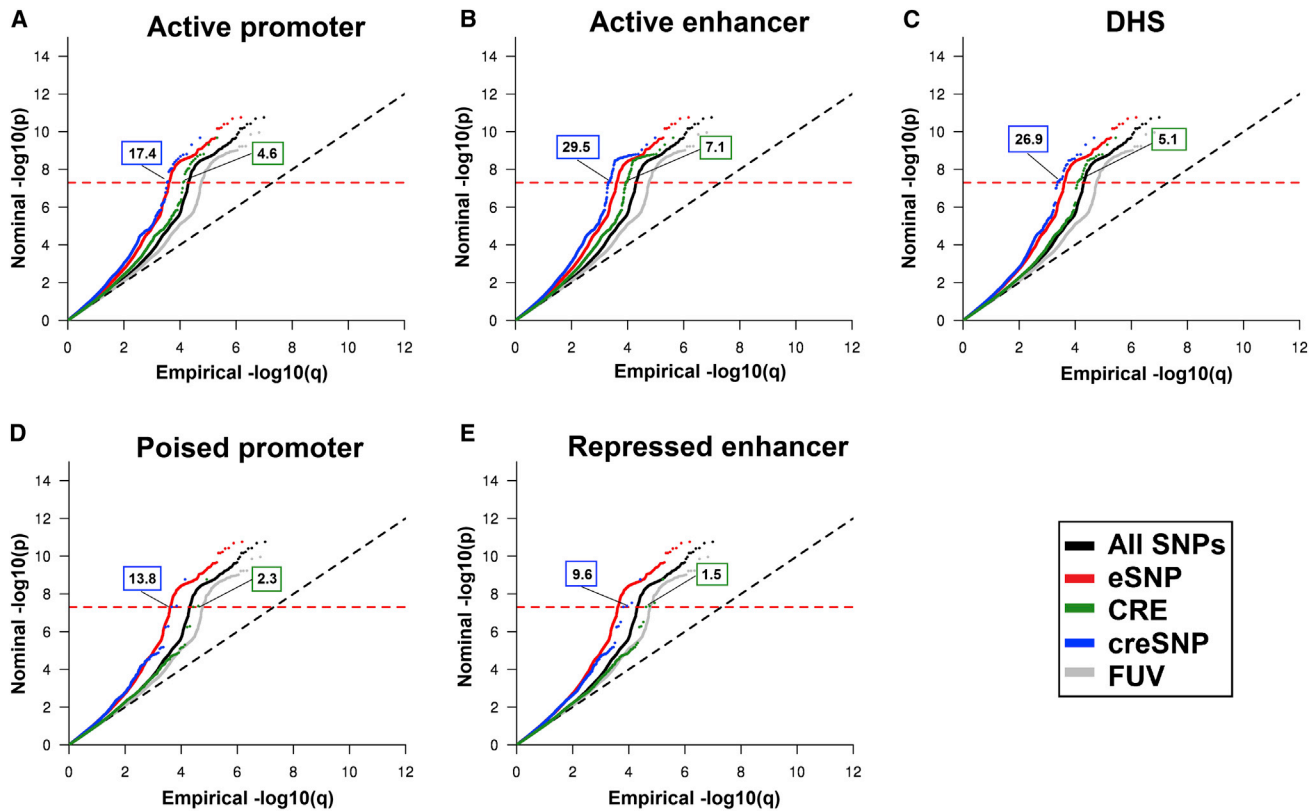 A
Active promoter
14
12
10
8
6
4
2
0
Nominal -log10(p)
17.4
4.6
0 2 4 6 8 10 12
Empirical -log10(q)
B
Active enhancer
14
12
10
8
6
4
2
0
Nominal -log10(p)
29.5
7.1
0 2 4 6 8 10 12
Empirical -log10(q)
C
DHS
14
12
10
8
6
4
2
0
Nominal -log10(p)
26.9
5.1
0 2 4 6 8 10 12
Empirical -log10(q)
D
Poised promoter
14
12
10
8
6
4
2
0
Nominal -log10(p)
13.8
2.3
0 2 4 6 8 10 12
Empirical -log10(q)
E
Repressed enhancer
14
12
10
8
6
4
2
0
Nominal -log10(p)
9.6
1.5
0 2 4 6 8 10 12
Empirical -log10(q)
All SNPs
eSNP
CRE
creSNP
FUV